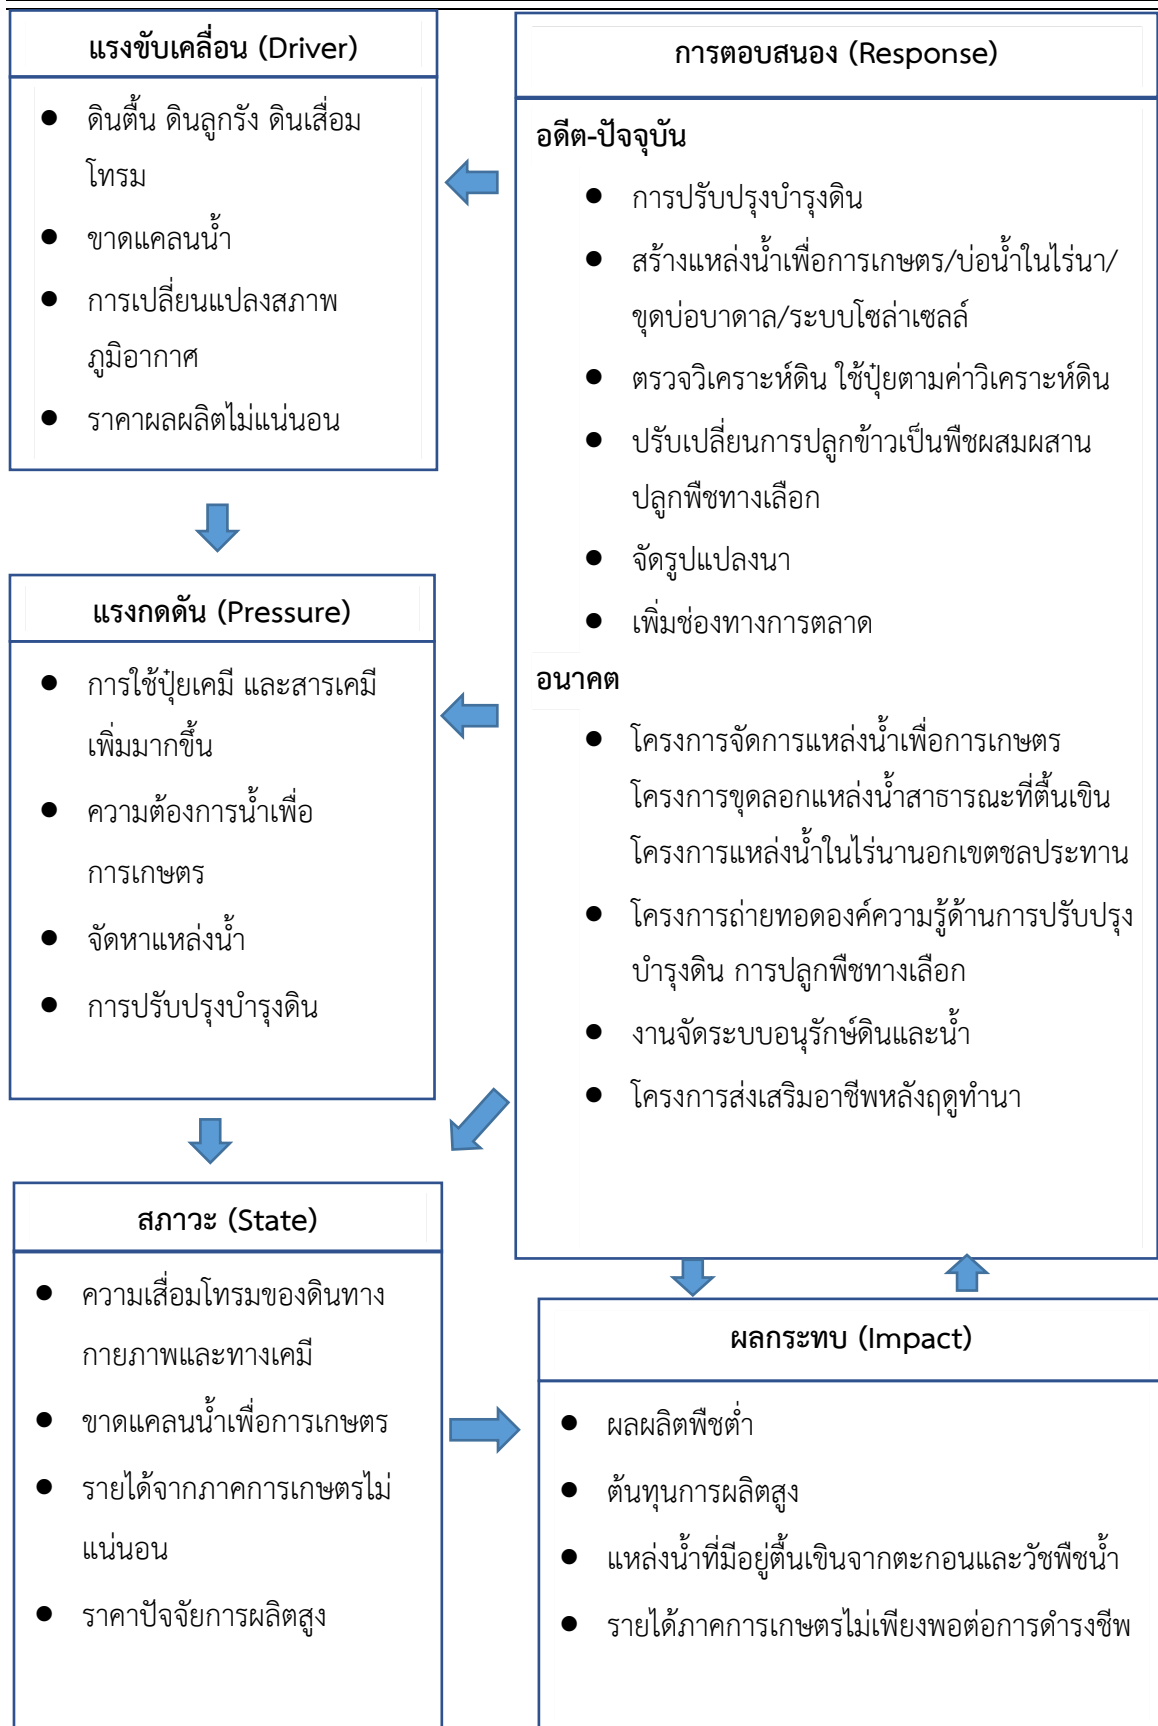 แรงขับเคลื่อน (Driver)
● ดินตื้น ดินลูกรัง ดินเสื่อม
โทรม
● ขาดแคลนน้ำ
● การเปลี่ยนแปลงสภาพ
ภูมิอากาศ
● ราคาผลผลิตไม่แน่นอน
แรงกดดัน (Pressure)
● การใช้ปุ๋ยเคมี และสารเคมี
เพิ่มมากขึ้น
● ความต้องการน้ำเพื่อ
การเกษตร
● จัดหาแหล่งน้ำ
● การปรับปรุงบำรุงดิน
สภาวะ (State)
● ความเสื่อมโทรมของดินทาง
กายภาพและทางเคมี
● ขาดแคลนน้ำเพื่อการเกษตร
● รายได้จากภาคการเกษตรไม่
แน่นอน
● ราคาปัจจัยการผลิตสูง
การตอบสนอง (Response)
อดีต-ปัจจุบัน
● การปรับปรุงบำรุงดิน
● สร้างแหล่งน้ำเพื่อการเกษตร/บ่อน้ำในไร่นา/
ขุดบ่อบาดาล/ระบบโซล่าเซลล์
● ตรวจวิเคราะห์ดิน ใช้ปุ๋ยตามค่าวิเคราะห์ดิน
● ปรับเปลี่ยนการปลูกข้าวเป็นพืชผสมผสาน
ปลูกพืชทางเลือก
● จัดรูปแปลงนา
● เพิ่มช่องทางการตลาด
อนาคต
● โครงการจัดการแหล่งน้ำเพื่อการเกษตร
โครงการขุดลอกแหล่งน้ำสาธารณะที่ตื้นเขิน
โครงการแหล่งน้ำในไร่นานอกเขตชลประทาน
● โครงการถ่ายทอดองค์ความรู้ด้านการปรับปรุง
บำรุงดิน การปลูกพืชทางเลือก
● งานจัดระบบอนุรักษ์ดินและน้ำ
● โครงการส่งเสริมอาชีพหลังฤดูทำนา
ผลกระทบ (Impact)
● ผลผลิตพืชต่ำ
● ต้นทุนการผลิตสูง
● แหล่งน้ำที่มีอยู่ตื้นเขินจากตะกอนและวัชพืชน้ำ
● รายได้ภาคการเกษตรไม่เพียงพอต่อการดำรงชีพ